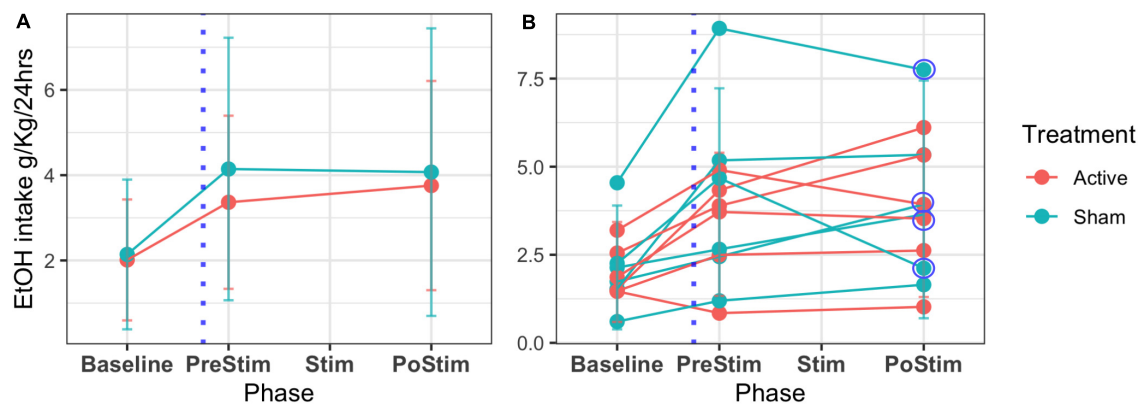 A
B
EtOH intake g/Kg/24hrs
6
4
2
Baseline PreStim Stim PoStim
Phase
7.5
5.0
2.5
0.0
Baseline PreStim Stim PoStim
Phase
Treatment
Active
Sham